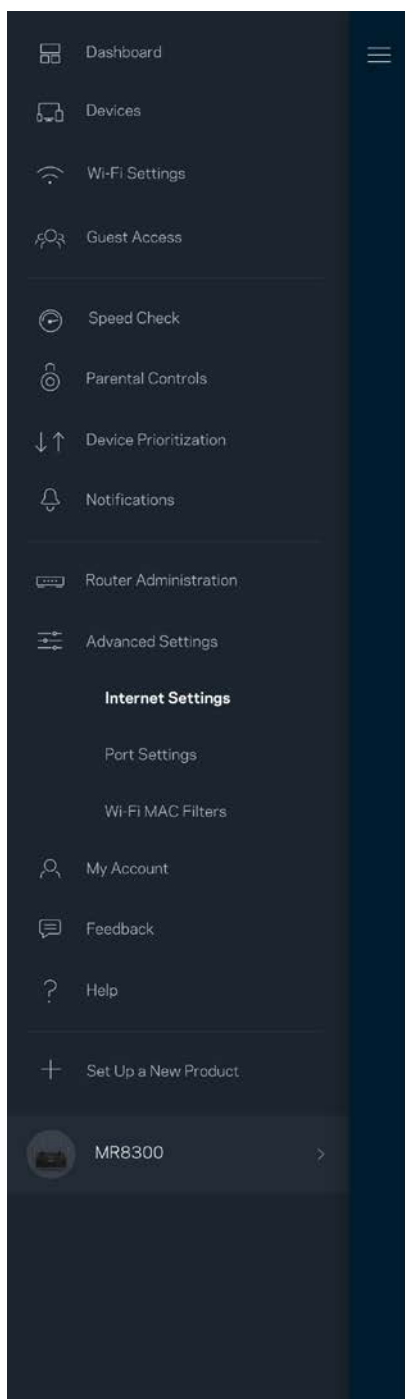 Dashboard
Devices
Wi-Fi Settings
Guest Access
Speed Check
Parental Controls
Device Prioritization
Notifications
Router Administration
Advanced Settings
Internet Settings
Port Settings
Wi-Fi MAC Filters
My Account
Feedback
Help
Set Up a New Product
MR8300